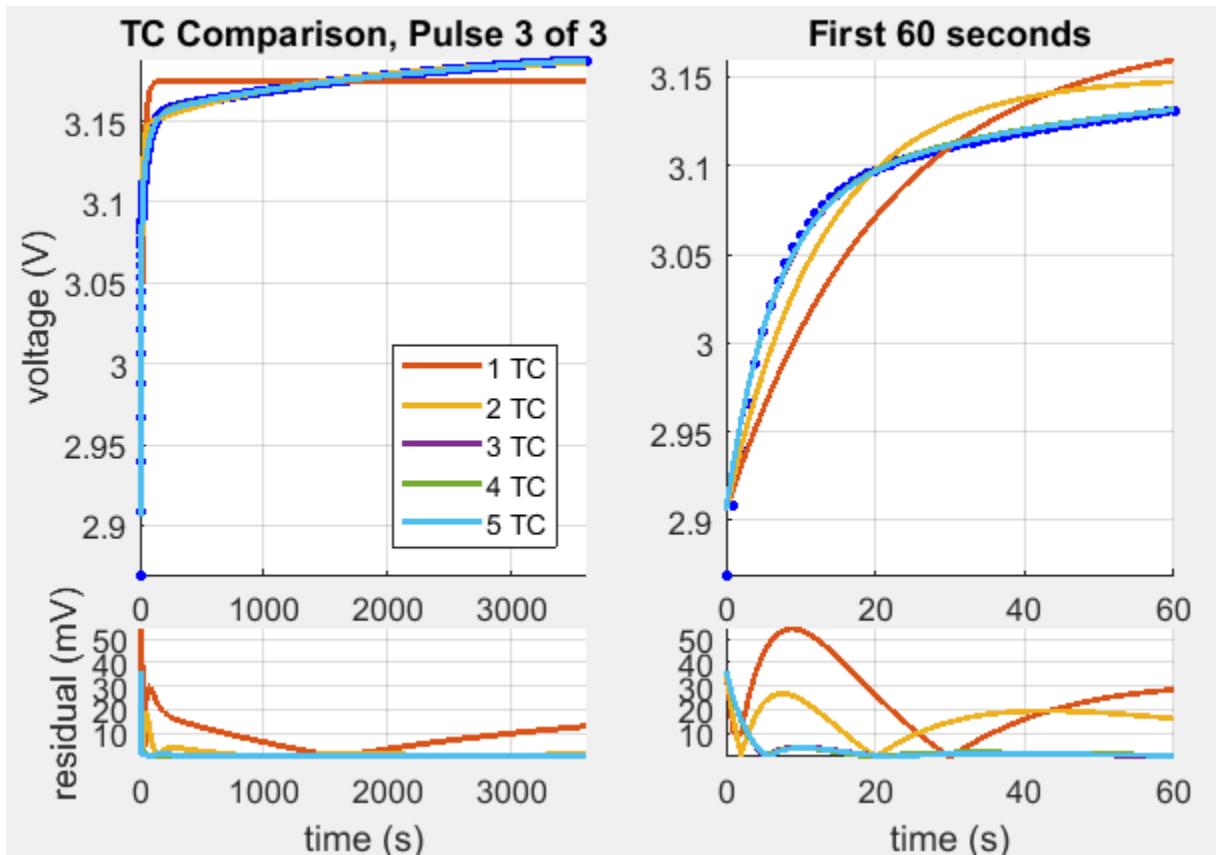 TC Comparison, Pulse 3 of 3
First 60 seconds
voltage (V)
3.15
3.1
3.05
3
2.95
2.9
1 TC
2 TC
3 TC
4 TC
5 TC
0 1000 2000 3000
3.15
3.1
3.05
3
2.95
2.9
0 20 40 60
residual (mV)
50
40
30
20
10
0 1000 2000 3000
time (s)
50
40
30
20
10
0 20 40 60
time (s)